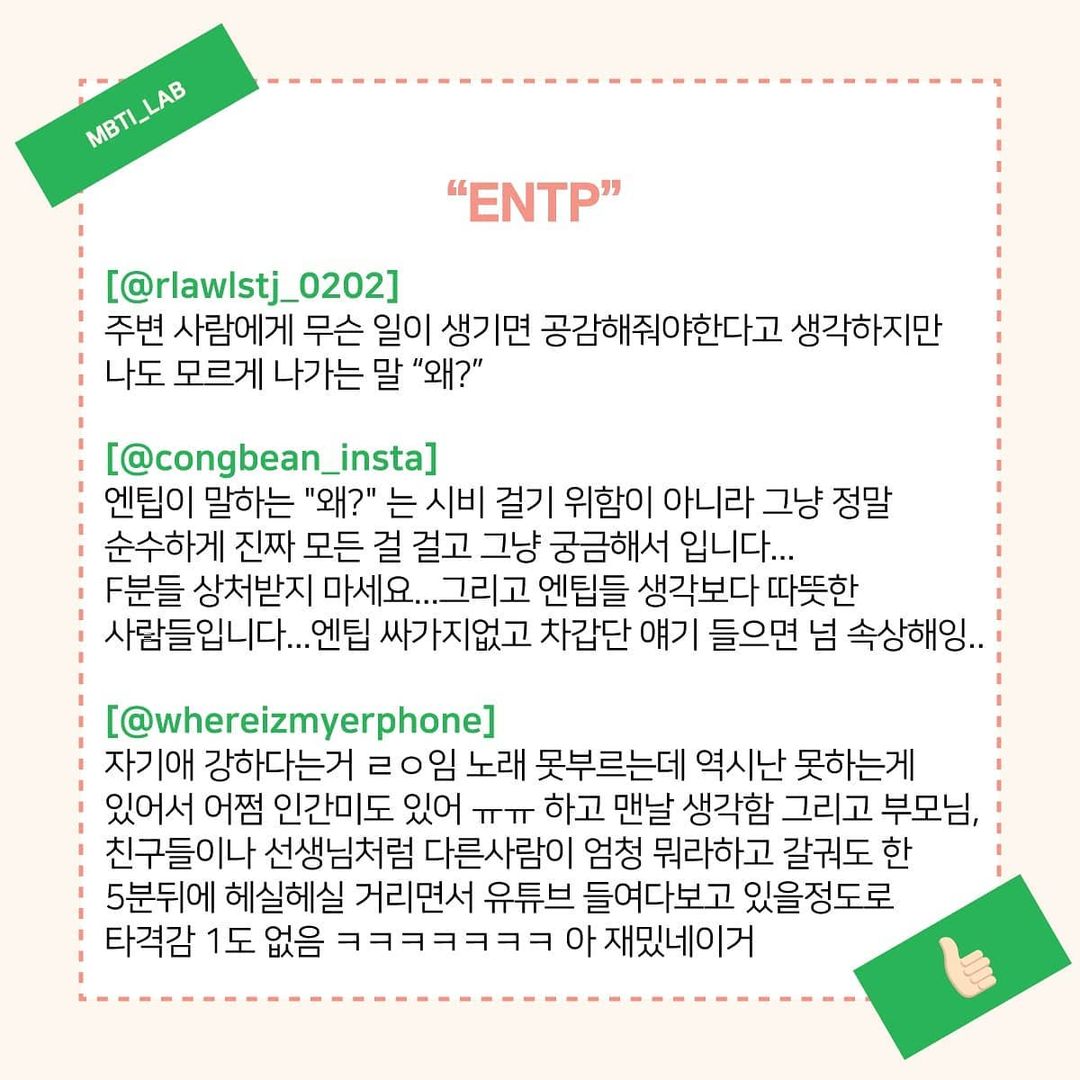 MBTI_LAB
“ENTP”
[@rlawlstj_0202]
주변 사람에게 무슨 일이 생기면 공감해줘야한다고 생각하지만
나도 모르게 나가는 말 “왜?”
[@congbean_insta]
엔팁이 말하는 "왜?" 는 시비 걸기 위함이 아니라 그냥 정말
순수하게 진짜 모든 걸 걸고 그냥 궁금해서 입니다...
F분들 상처받지 마세요...그리고 엔팁들 생각보다 따뜻한
사람들입니다...엔팁 싸가지없고 차갑단 얘기 들으면 넘 속상해잉..
[@whereizmyerphone]
자기애 강하다는거 ㄹㅇ임 노래 못부르는데 역시난 못하는게
있어서 어쩜 인간미도 있어 ㅠㅠ 하고 맨날 생각함 그리고 부모님,
친구들이나 선생님처럼 다른사람이 엄청 뭐라하고 갈궈도 한
5분뒤에 헤실헤실 거리면서 유튜브 들여다보고 있을정도로
타격감 1도 없음 ㅋㅋㅋㅋㅋㅋㅋ 아 재밌네이거